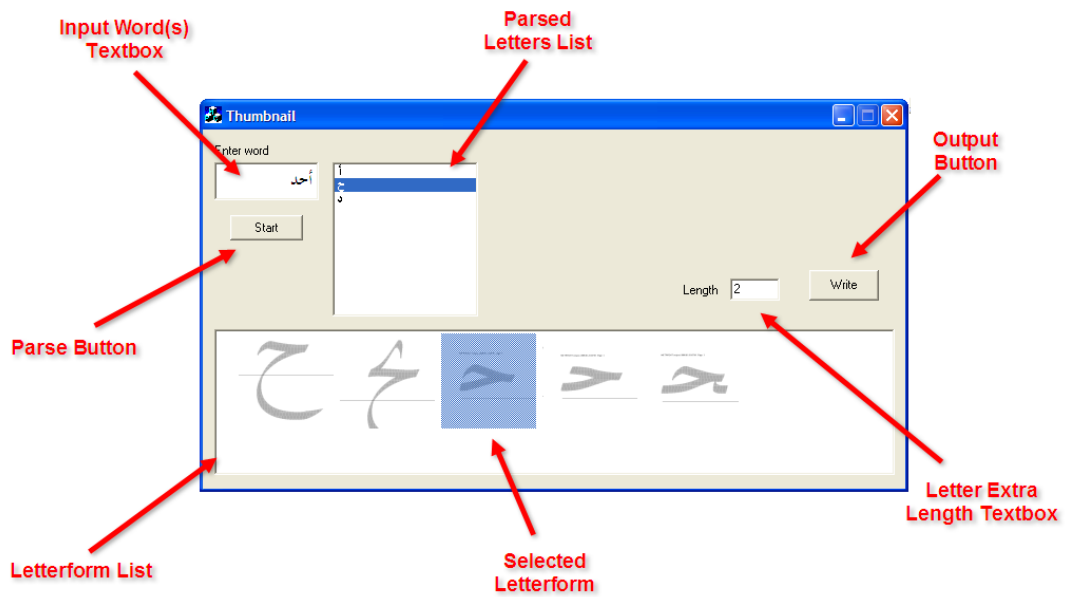 Input Word(s)
Textbox
Parsed
Letters List
Thumbnail
Enter word
أحد
أ
ح
د
Start
Output
Button
Length
2
Write
Parse Button
Letter Extra
Length Textbox
Letterform List
Selected
Letterform